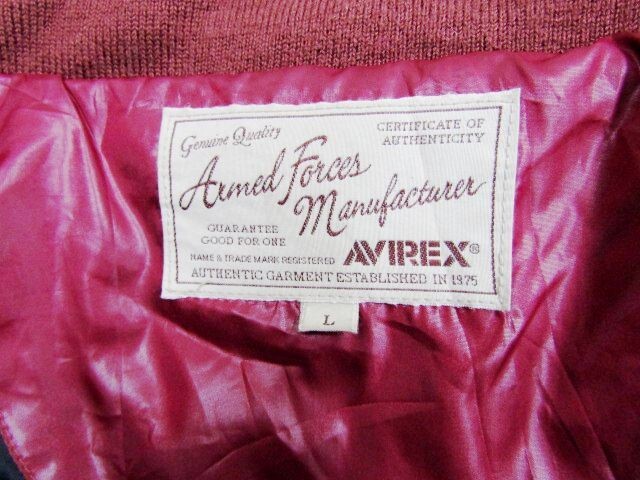 Genuine Quality
CERTIFICATE OF
AUTHENTICITY
Armed Forces
Manufacturer
GUARANTEE
GOOD FOR ONE
NAME & TRADE MARK REGISTERED
AVIREX®
AUTHENTIC GARMENT ESTABLISHED IN 1975
L